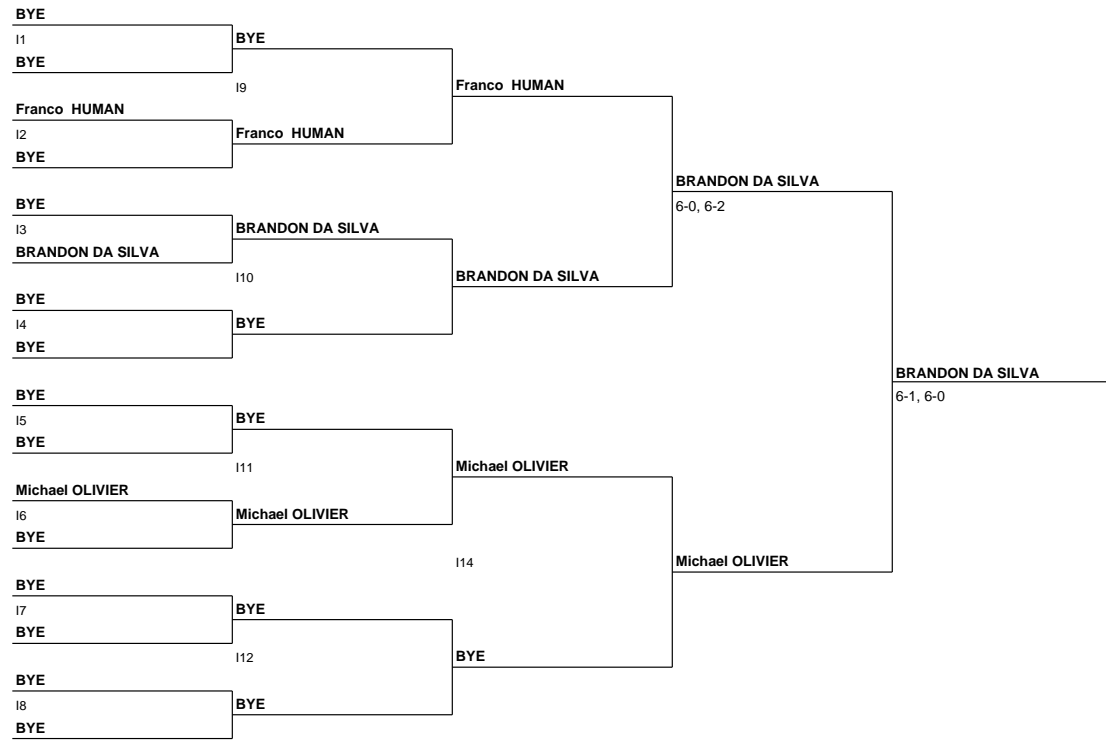 BYE
I1
BYE
BYE
I9
Franco HUMAN
Franco HUMAN
I2
Franco HUMAN
BYE
BRANDON DA SILVA
6-0, 6-2
BYE
I3
BRANDON DA SILVA
BRANDON DA SILVA
I10
BRANDON DA SILVA
BYE
I4
BYE
BYE
BRANDON DA SILVA
6-1, 6-0
BYE
I5
BYE
BYE
I11
Michael OLIVIER
Michael OLIVIER
I6
Michael OLIVIER
BYE
I14
Michael OLIVIER
BYE
I7
BYE
BYE
I12
BYE
BYE
I8
BYE
BYE